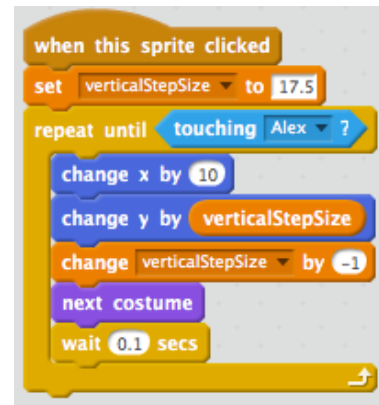 when this sprite clicked
set verticalStepSize to 17.5
repeat until touching Alex ?
change x by 10
change y by verticalStepSize
change verticalStepSize by -1
next costume
wait 0.1 secs